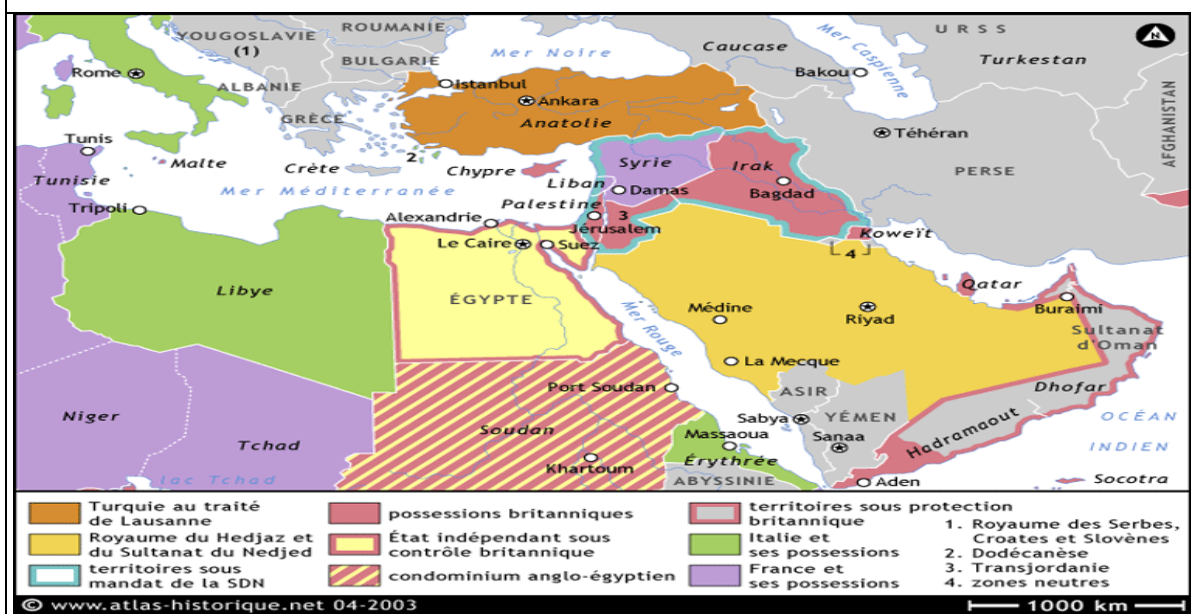 YOUGOSLAVIE
(1)
ROUMANIE
Mer Noire
Caucase
Mer Caspienne
URSS
N
Turkestan
Rome
BULGARIE
Bakou
ALBANIE
Istanbul
Ankara
Anatolie
GRÈCE
Téhéran
AFGHANISTAN
Tunis
Malte
Crète
2
Chypre
Syrie
Irak
PERSE
Tunisie
Mer Méditerranée
Liban
Damas
Bagdad
Tripoli
Palestine
3
Alexandrie
Jérusalem
Koweït
Le Caire
Suez
4
Libye
ÉGYPTE
Qatar
Médine
Riyad
Buraimi
Mer Rouge
Sultanat
d'Oman
La Mecque
Port Soudan
ASIR
Dhofar
Niger
Tchad
Soudan
Sabya
YÉMEN
Hadramaout
OCÉAN
INDIEN
Massaoua
Sanaa
Khartoum
Érythrée
lac Tchad
ABYSSINIE
Aden
Socotra
Turquie au traité
de Lausanne
Royaume du Hedjaz et
du Sultanat du Nedjed
territoires sous
mandat de la SDN
possessions britanniques
État indépendant sous
contrôle britannique
condominium anglo-égyptien
territoires sous protection
britannique
Italie et
ses possessions
France et
ses possessions
1. Royaume des Serbes,
Croates et Slovènes
2. Dodécanèse
3. Transjordanie
4. zones neutres
© www.atlas-historique.net 04-2003
1000 km